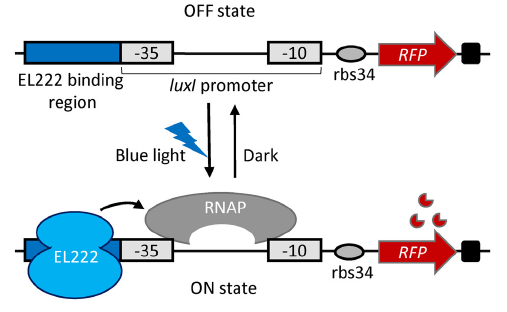 OFF state
-35
-10
RFP
EL222 binding
region
luxI promoter
rbs34
Blue light
Dark
RNAP
EL222
-35
-10
RFP
rbs34
ON state